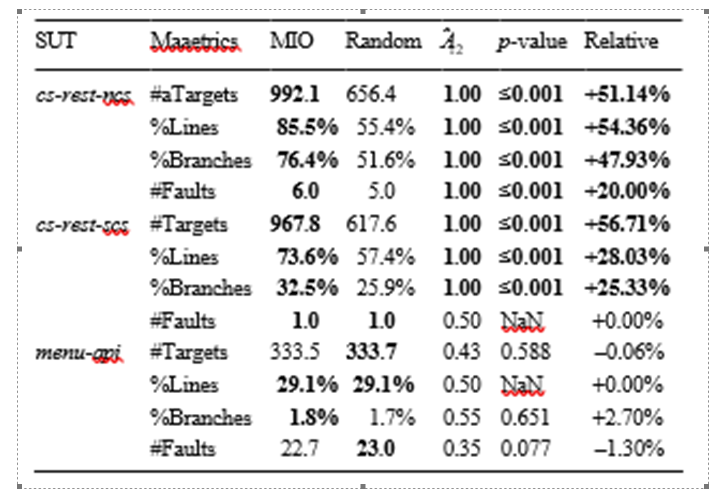 SUT Maaetrics MIO Random Â₁₂ p-value Relative
cs-rest-ncs #aTargets 992.1 656.4 1.00 ≤0.001 +51.14%
%Lines 85.5% 55.4% 1.00 ≤0.001 +54.36%
%Branches 76.4% 51.6% 1.00 ≤0.001 +47.93%
#Faults 6.0 5.0 1.00 ≤0.001 +20.00%
cs-rest-scs #Targets 967.8 617.6 1.00 ≤0.001 +56.71%
%Lines 73.6% 57.4% 1.00 ≤0.001 +28.03%
%Branches 32.5% 25.9% 1.00 ≤0.001 +25.33%
#Faults 1.0 1.0 0.50 NaN +0.00%
menu-api #Targets 333.5 333.7 0.43 0.588 –0.06%
%Lines 29.1% 29.1% 0.50 NaN +0.00%
%Branches 1.8% 1.7% 0.55 0.651 +2.70%
#Faults 22.7 23.0 0.35 0.077 –1.30%